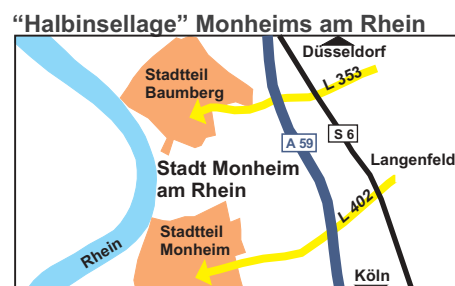 “Halbinsellage” Monheims am Rhein
Düsseldorf
Stadtteil
Baumberg
L 353
S 6
A 59
Langenfeld
Stadt Monheim
am Rhein
L 402
Stadtteil
Monheim
Rhein
Köln